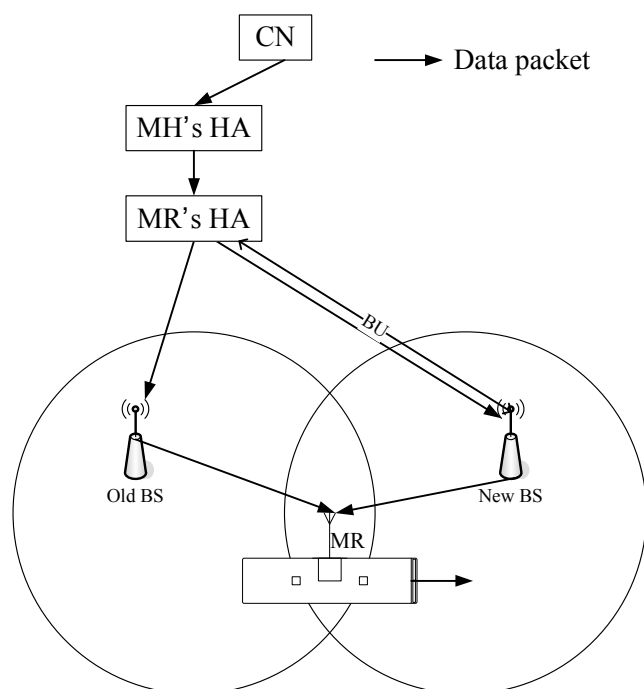 CN
Data packet
MH's HA
MR's HA
BU
Old BS
New BS
MR